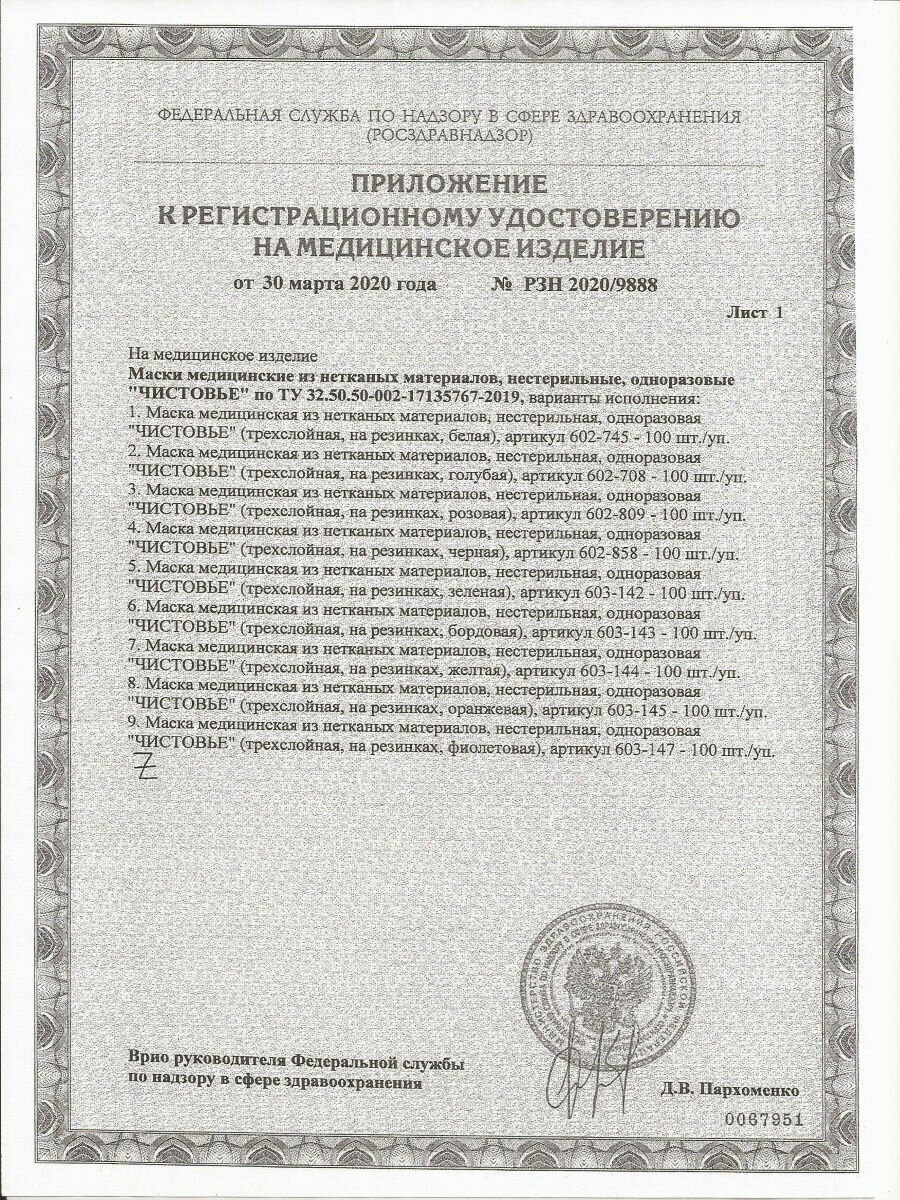 ФЕДЕРАЛЬНАЯ СЛУЖБА ПО НАДЗОРУ В СФЕРЕ ЗДРАВООХРАНЕНИЯ
(РОСЗДРАВНАДЗОР)
ПРИЛОЖЕНИЕ
К РЕГИСТРАЦИОННОМУ УДОСТОВЕРЕНИЮ
НА МЕДИЦИНСКОЕ ИЗДЕЛИЕ
от 30 марта 2020 года № РЗН 2020/9888
Лист 1
На медицинское изделие
Маски медицинские из нетканых материалов, нестерильные, одноразовые
"ЧИСТОВЬЕ" по ТУ 32.50.50-002-17135767-2019, варианты исполнения:
1. Маска медицинская из нетканых материалов, нестерильная, одноразовая
"ЧИСТОВЬЕ" (трехслойная, на резинках, белая), артикул 602-745 - 100 шт./уп.
2. Маска медицинская из нетканых материалов, нестерильная, одноразовая
"ЧИСТОВЬЕ" (трехслойная, на резинках, голубая), артикул 602-708 - 100 шт./уп.
3. Маска медицинская из нетканых материалов, нестерильная, одноразовая
"ЧИСТОВЬЕ" (трехслойная, на резинках, розовая), артикул 602-809 - 100 шт./уп.
4. Маска медицинская из нетканых материалов, нестерильная, одноразовая
"ЧИСТОВЬЕ" (трехслойная, на резинках, черная), артикул 602-858 - 100 шт./уп.
5. Маска медицинская из нетканых материалов, нестерильная, одноразовая
"ЧИСТОВЬЕ" (трехслойная, на резинках, зеленая), артикул 603-142 - 100 шт./уп.
6. Маска медицинская из нетканых материалов, нестерильная, одноразовая
"ЧИСТОВЬЕ" (трехслойная, на резинках, бордовая), артикул 603-143 - 100 шт./уп.
7. Маска медицинская из нетканых материалов, нестерильная, одноразовая
"ЧИСТОВЬЕ" (трехслойная, на резинках, желтая), артикул 603-144 - 100 шт./уп.
8. Маска медицинская из нетканых материалов, нестерильная, одноразовая
"ЧИСТОВЬЕ" (трехслойная, на резинках, оранжевая), артикул 603-145 - 100 шт./уп.
9. Маска медицинская из нетканых материалов, нестерильная, одноразовая
"ЧИСТОВЬЕ" (трехслойная, на резинках, фиолетовая), артикул 603-147 - 100 шт./уп.
МИНИСТЕРСТВО ЗДРАВООХРАНЕНИЯ РОССИЙСКОЙ ФЕДЕРАЦИИ
Врио руководителя Федеральной службы
по надзору в сфере здравоохранения
Д.В. Пархоменко
0067951